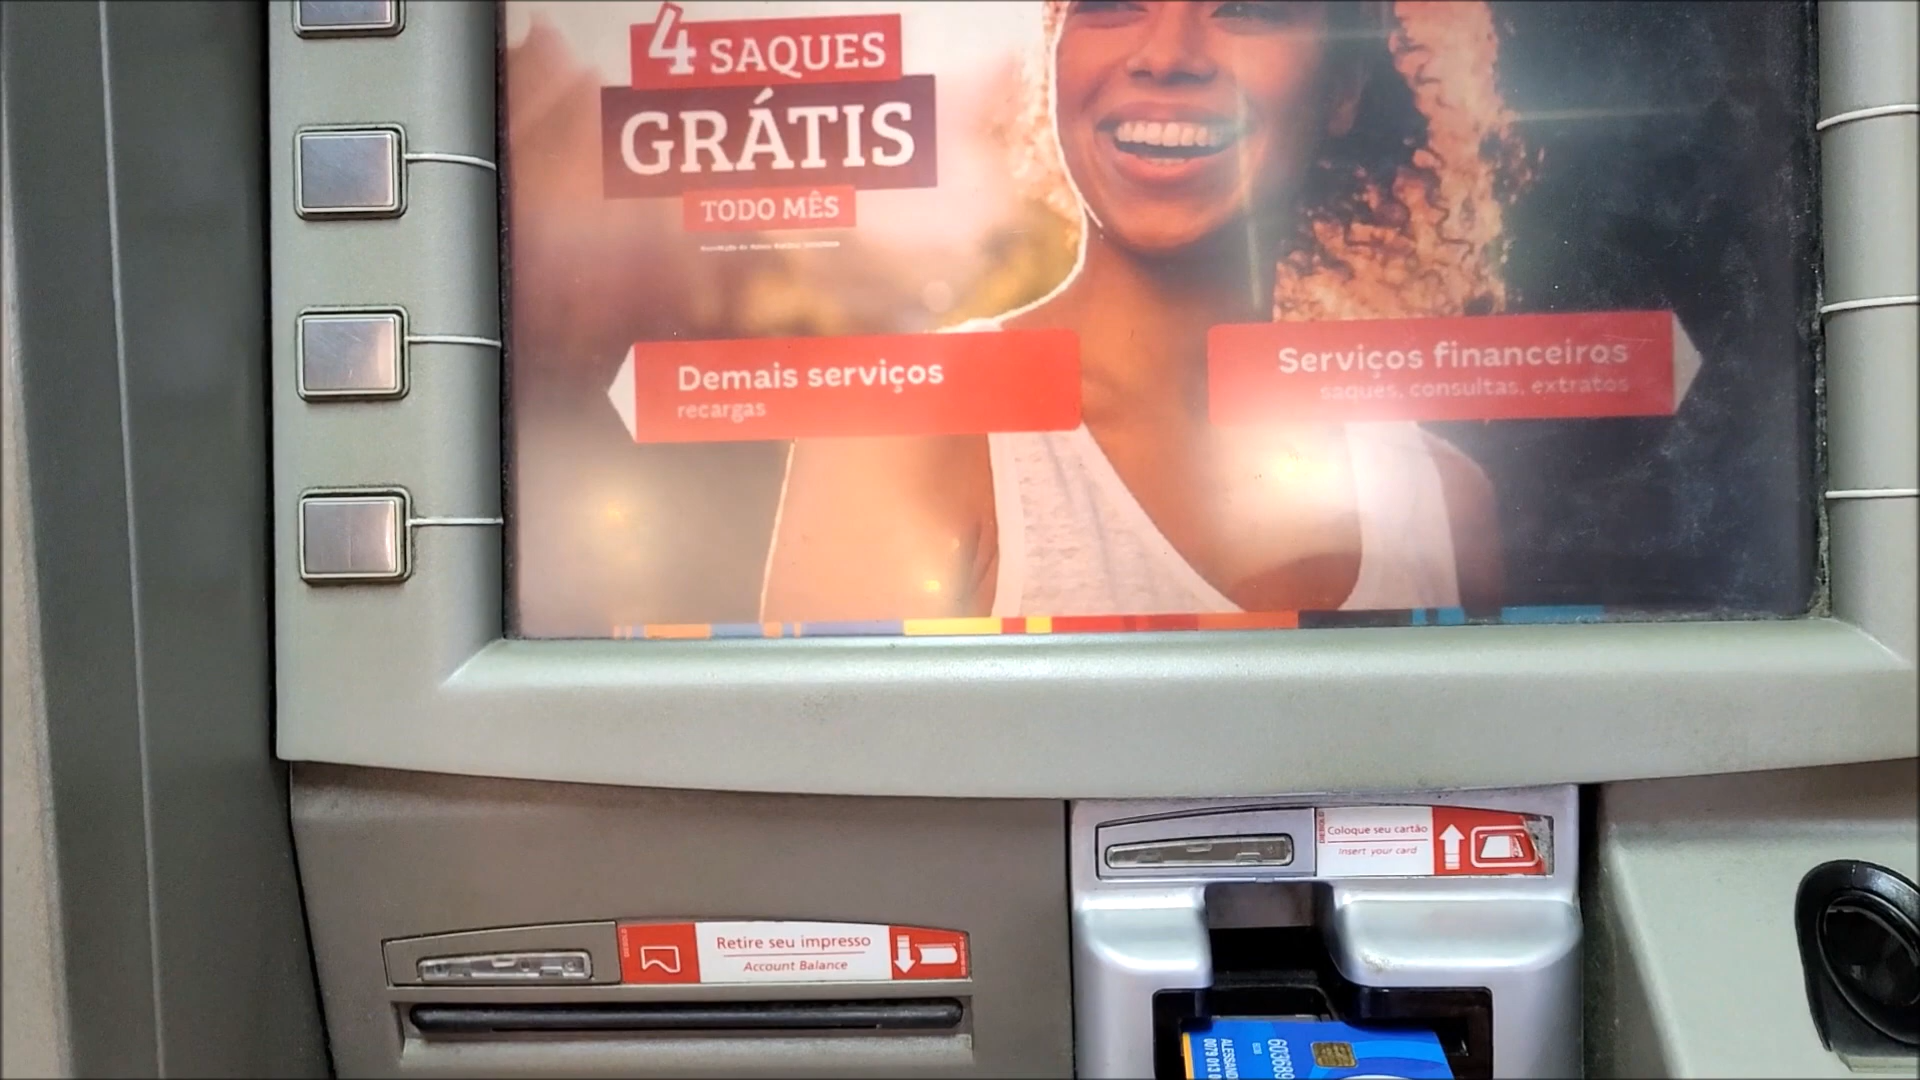 4 SAQUES
GRÁTIS
TODO MÊS
Demais serviços
recargas
Serviços financeiros
saques, consultas, extratos
Coloque seu cartão
Insert your card
Retire seu impresso
Account Balance
603689